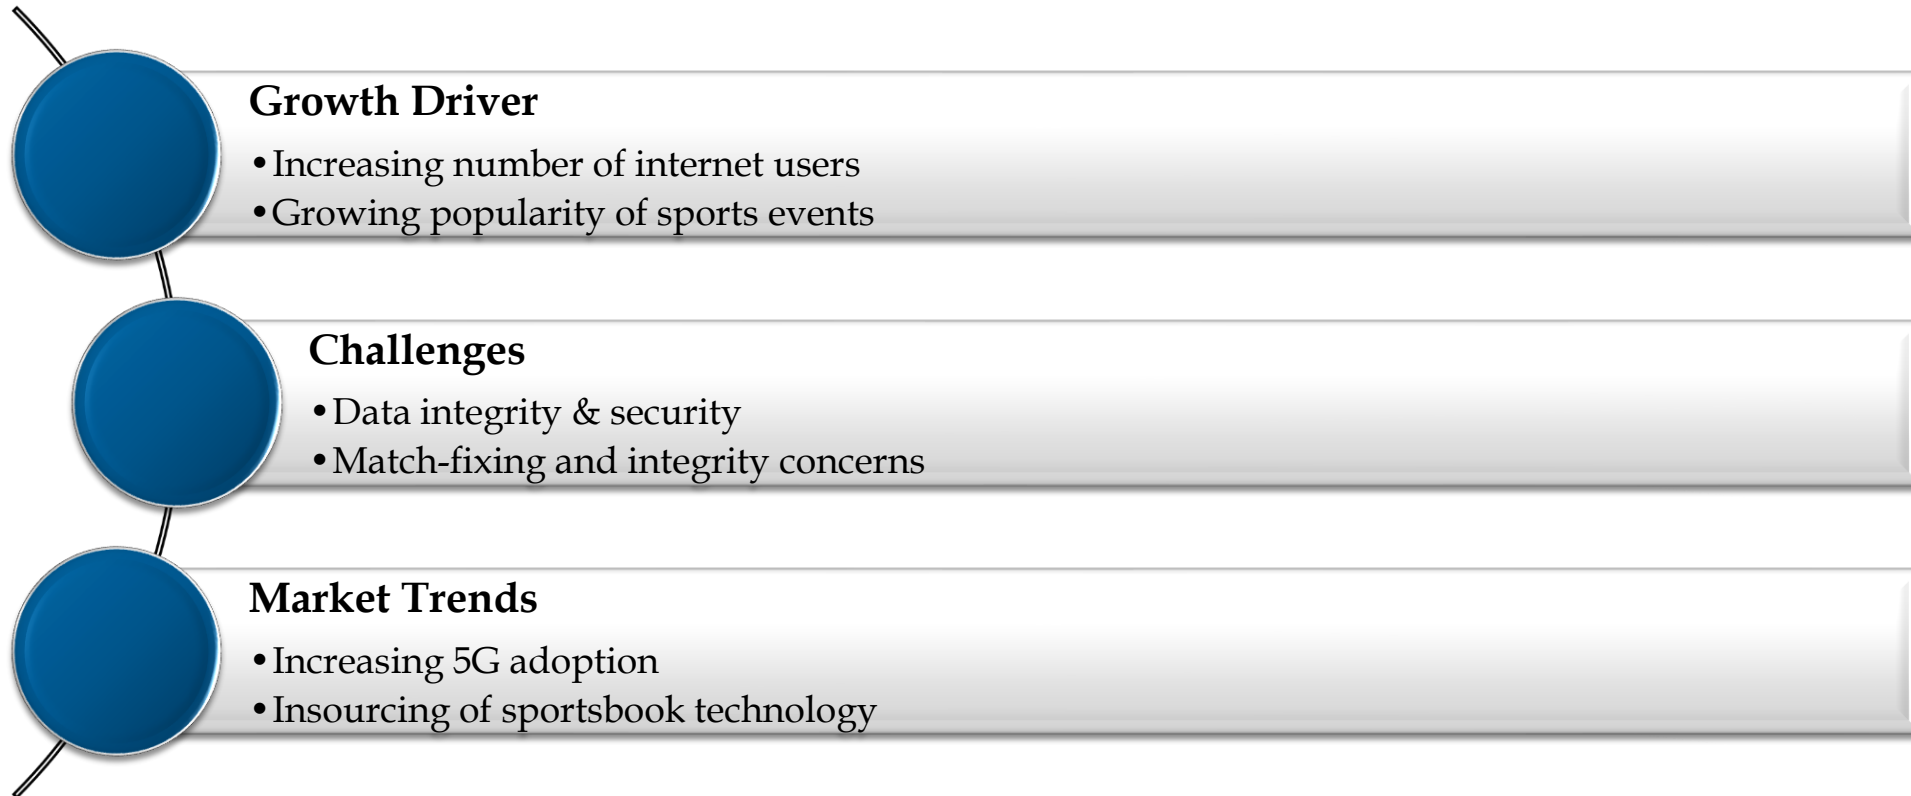 Growth Driver
•Increasing number of internet users
•Growing popularity of sports events
Challenges
•Data integrity & security
•Match-fixing and integrity concerns
Market Trends
•Increasing 5G adoption
•Insourcing of sportsbook technology